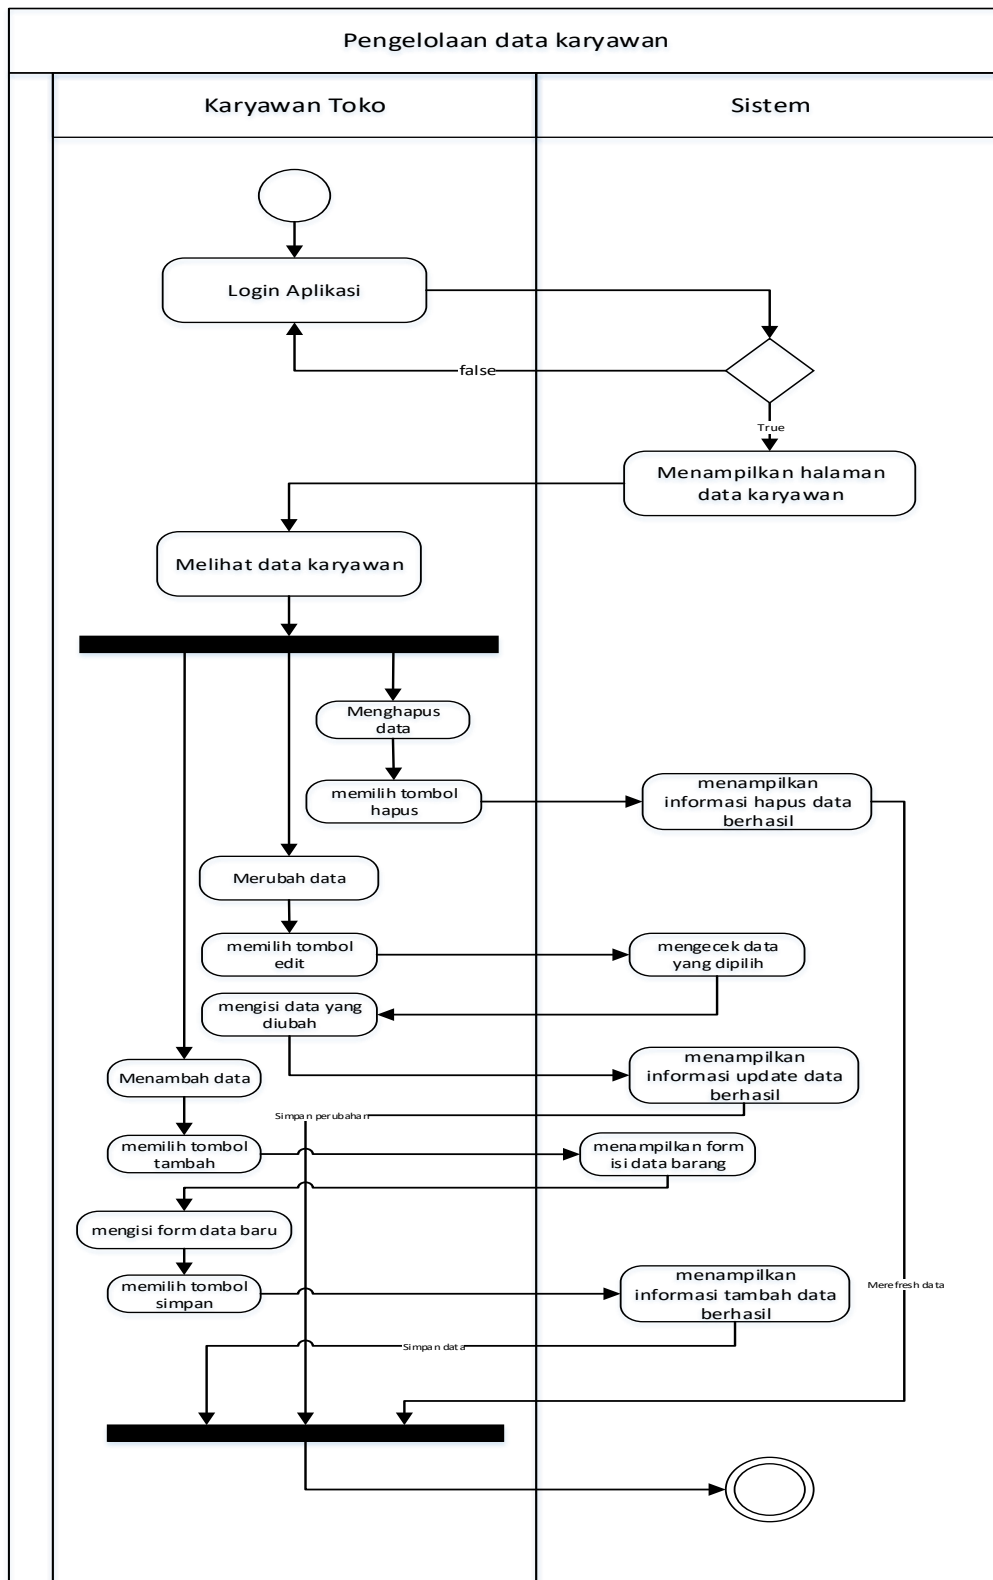 Pengelolaan data karyawan
Karyawan Toko
Sistem
Login Aplikasi
false
True
Menampilkan halaman
data karyawan
Melihat data karyawan
Menghapus
data
memilih tombol
hapus
menampilkan
informasi hapus data
berhasil
Merubah data
memilih tombol
edit
mengecek data
yang dipilih
mengisi data yang
diubah
Menambah data
menampilkan
informasi update data
berhasil
Simpan perubahan
memilih tombol
tambah
menampilkan form
isi data barang
mengisi form data baru
memilih tombol
simpan
menampilkan
informasi tambah data
berhasil
Merefresh data
Simpan data